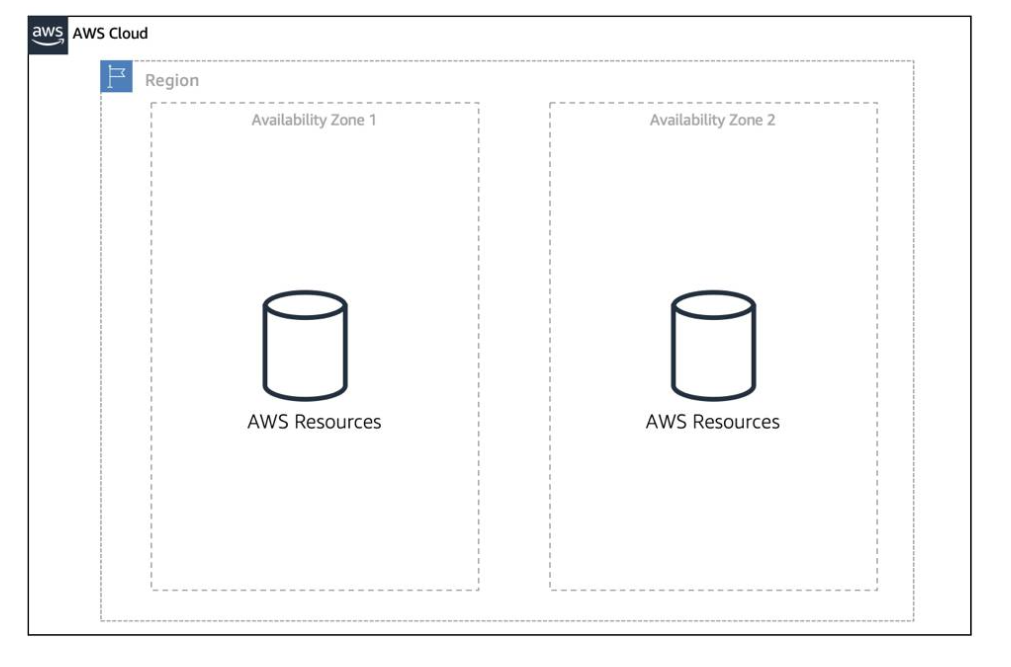 aws
AWS Cloud
Region
Availability Zone 1
Availability Zone 2
AWS Resources
AWS Resources